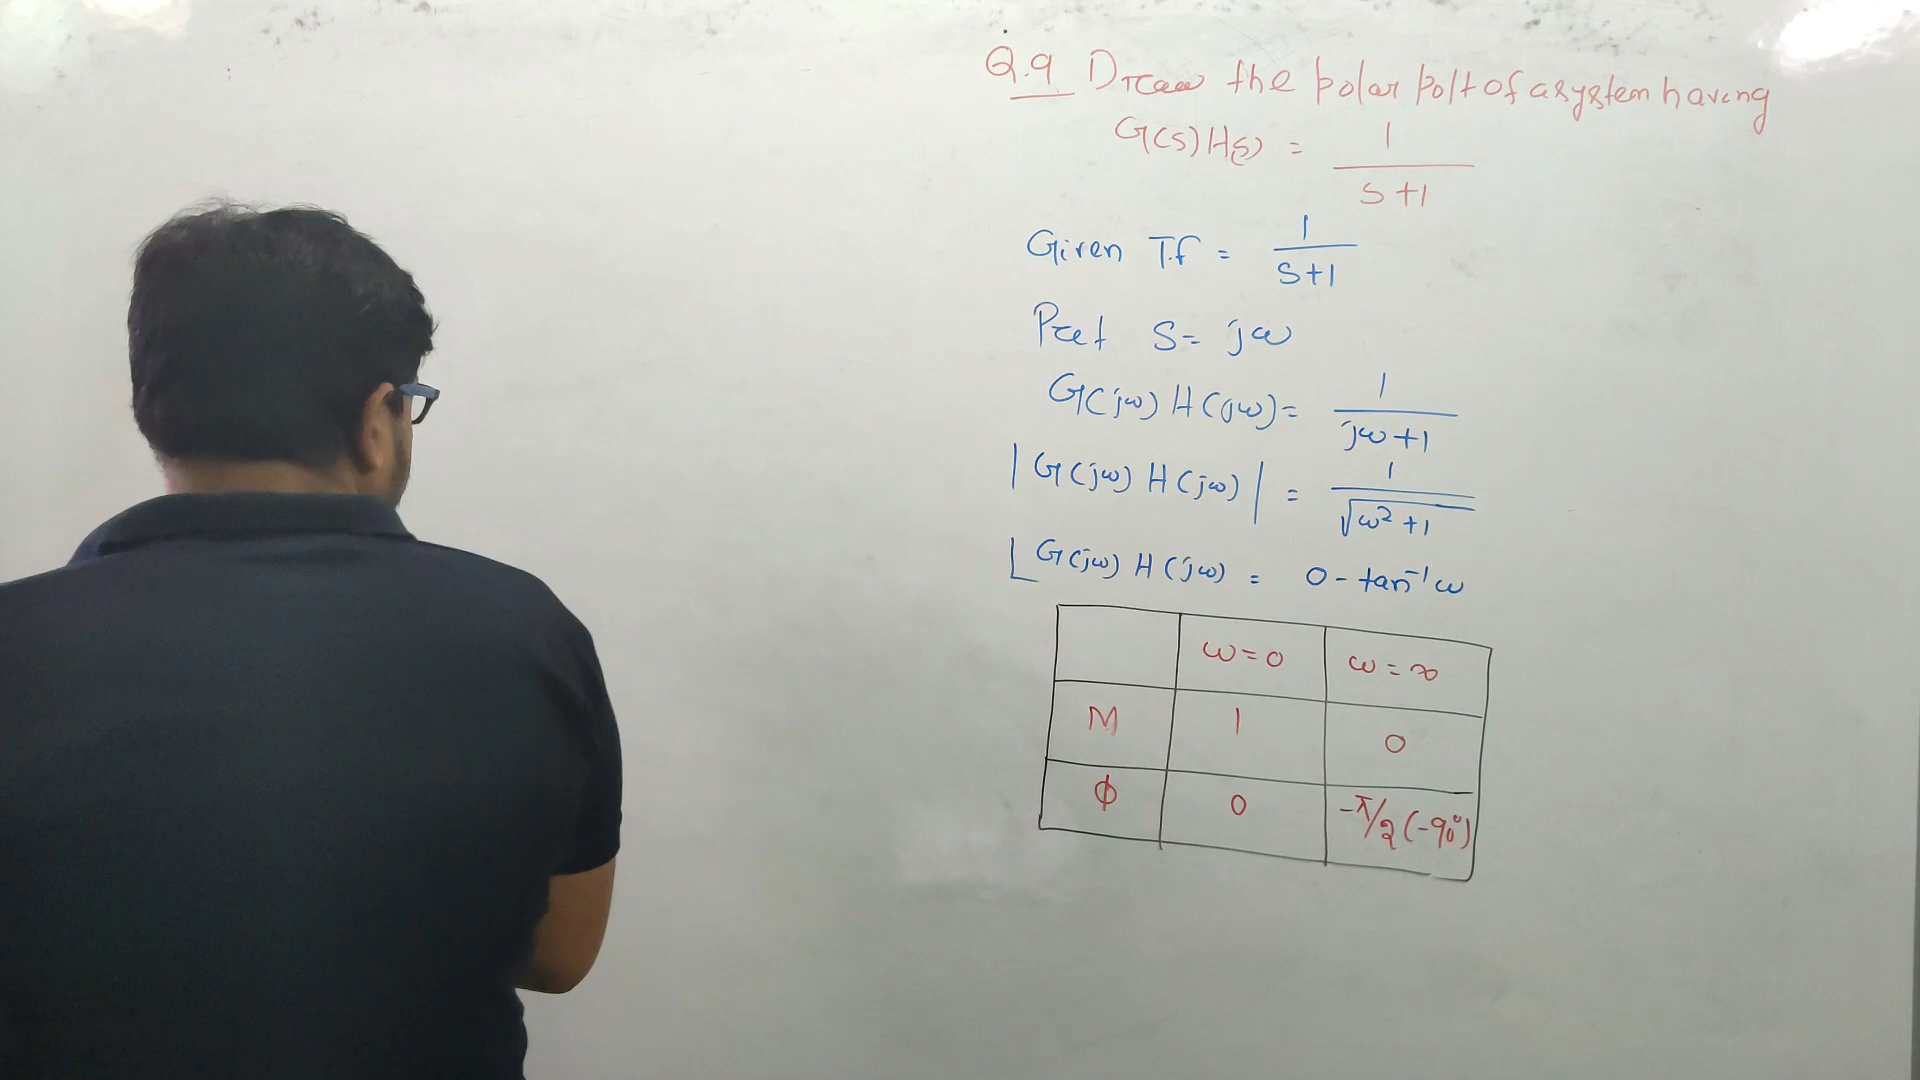 Q.9 Draw the polar polt of a system having
G(s)H(s) = 1/(s+1)
Given T.f = 1/(s+1)
Put s = jω
G(jω) H(jω) = 1/(jω+1)
|G(jω) H(jω)| = 1/√(ω²+1)
∠G(jω) H(jω) = 0 - tan⁻¹ω
ω=0 ω=∞
M 1 0
ϕ 0 -π/2 (-90°)